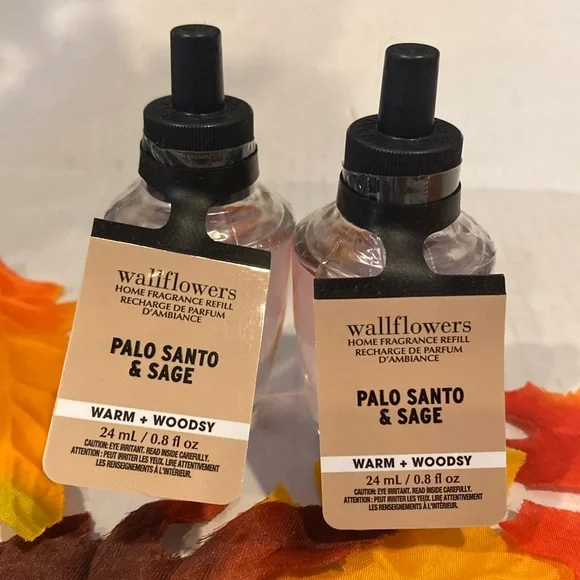 wallflowers
HOME FRAGRANCE REFILL
RECHARGE DE PARFUM
D'AMBIANCE
PALO SANTO
& SAGE
WARM + WOODSY
24 mL / 0.8 fl oz
CAUTION: EYE IRRITANT. READ INSIDE CAREFULLY.
ATTENTION : PEUT IRRITER LES YEUX. LIRE ATTENTIVEMENT
LES RENSEIGNEMENTS À L'INTÉRIEUR.
wallflowers
HOME FRAGRANCE REFILL
RECHARGE DE PARFUM
D'AMBIANCE
PALO SANTO
& SAGE
WARM + WOODSY
24 mL / 0.8 fl oz
CAUTION: EYE IRRITANT. READ INSIDE CAREFULLY.
ATTENTION : PEUT IRRITER LES YEUX. LIRE ATTENTIVEMENT
LES RENSEIGNEMENTS À L'INTÉRIEUR.